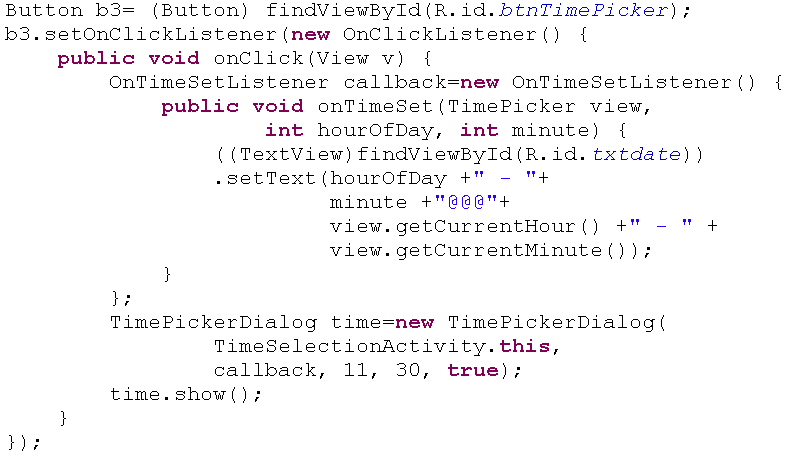 Button b3= (Button) findViewById(R.id.btnTimePicker);
b3.setOnClickListener(new OnClickListener() {
    public void onClick(View v) {
        OnTimeSetListener callback=new OnTimeSetListener() {
            public void onTimeSet(TimePicker view,
                    int hourOfDay, int minute) {
                ((TextView)findViewById(R.id.txtdate))
                .setText(hourOfDay +" - "+
                         minute +"@@@"+
                         view.getCurrentHour() +" - " +
                         view.getCurrentMinute());
            }
        };
        TimePickerDialog time=new TimePickerDialog(
                TimeSelectionActivity.this,
                callback, 11, 30, true);
        time.show();
    }
});